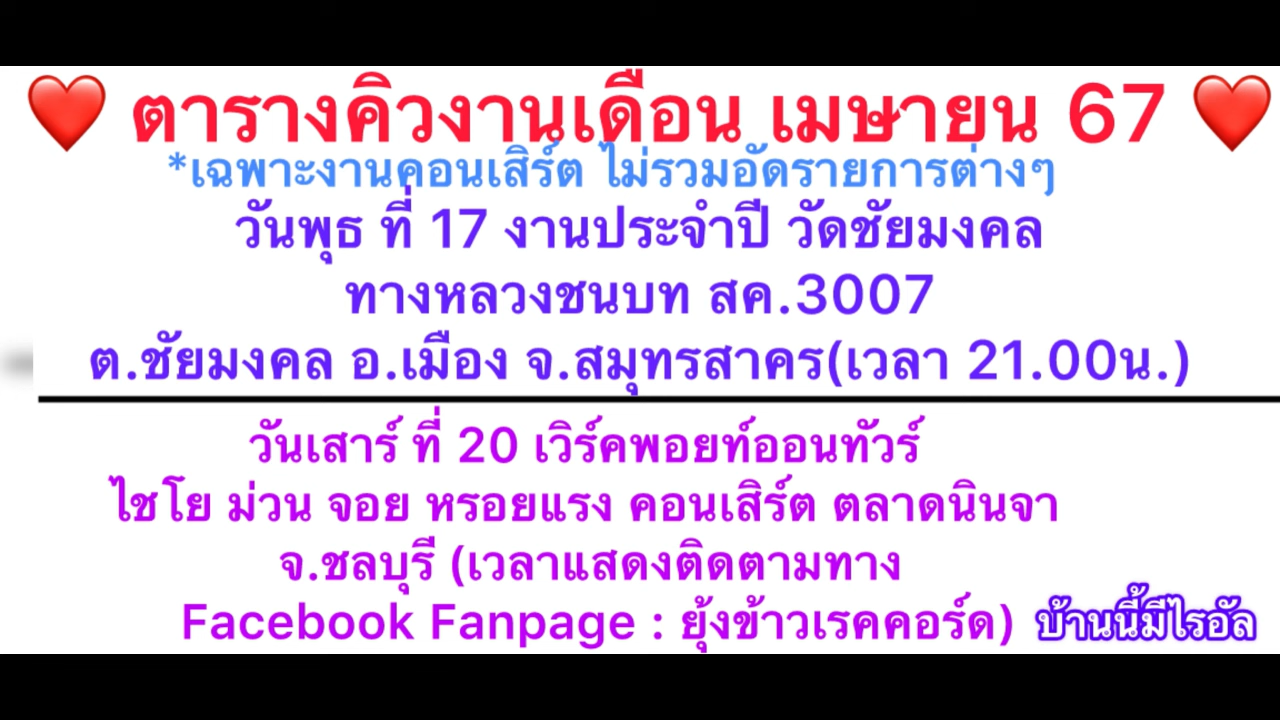 ❤️ ตารางคิวงานเดือน เมษายน 67 ❤️
*เฉพาะงานคอนเสิร์ต ไม่รวมอัดรายการต่างๆ
วันพุธ ที่ 17 งานประจำปี วัดชัยมงคล
ทางหลวงชนบท สค.3007
ต.ชัยมงคล อ.เมือง จ.สมุทรสาคร(เวลา 21.00น.)
วันเสาร์ ที่ 20 เวิร์คพอยท์ออนทัวร์
ไชโย ม่วน จอย หรอยแรง คอนเสิร์ต ตลาดนินจา
จ.ชลบุรี (เวลาแสดงติดตามทาง
Facebook Fanpage : ยุ้งข้าวเรคคอร์ด)
บ้านนี้มีไรอัล